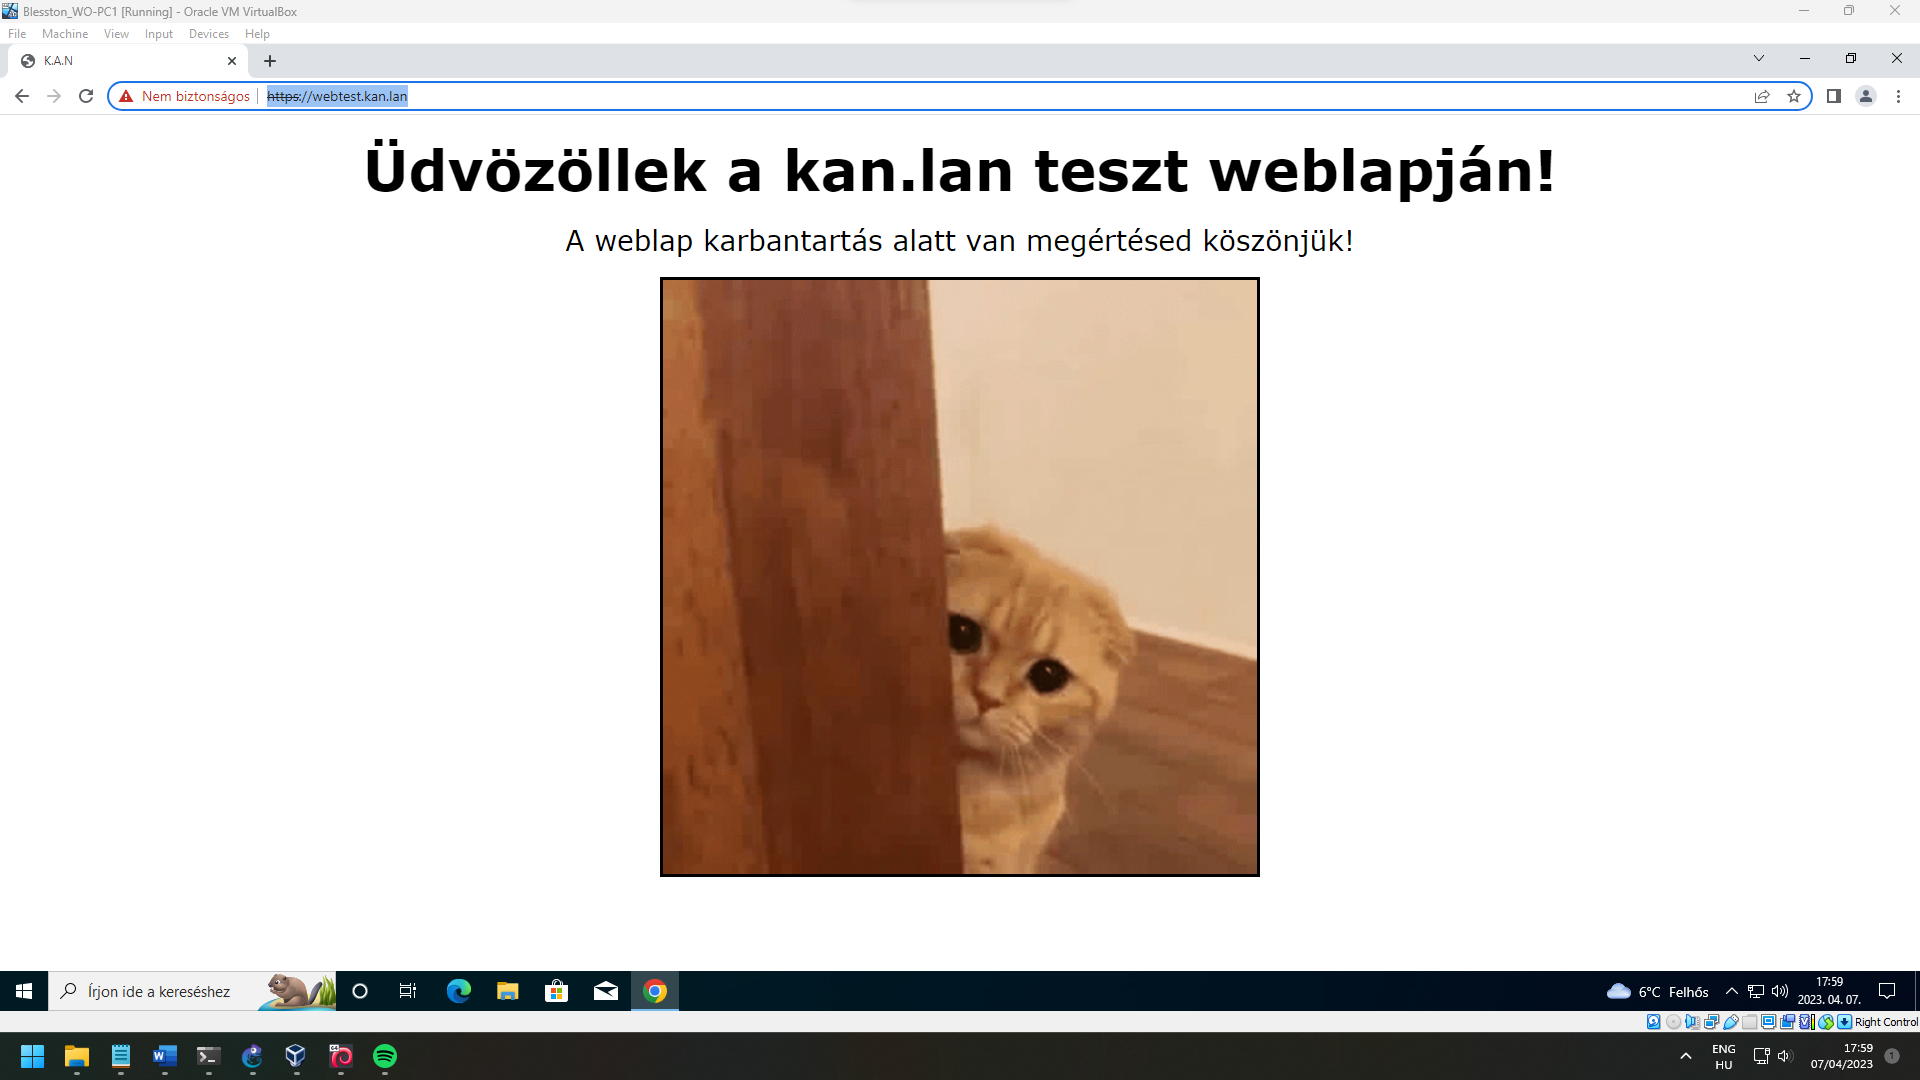 Blesston_WO-PC1 [Running] - Oracle VM VirtualBox
File Machine View Input Devices Help
K.A.N
Nem biztonságos https://webtest.kan.lan
Üdvözöllek a kan.lan teszt weblapján!
A weblap karbantartás alatt van megértésed köszönjük!
Írjon ide a kereséshez
6°C Felhős
17:59
2023. 04. 07.
Right Control
ENG
HU
17:59
07/04/2023
1